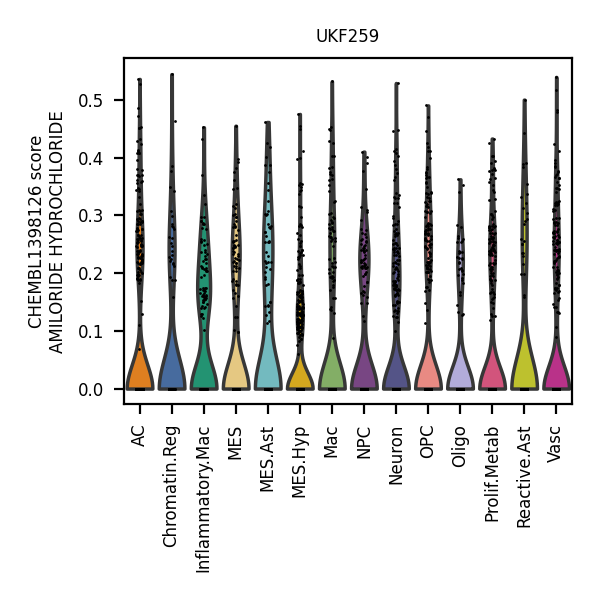 UKF259
CHEMBL1398126 score
AMILORIDE HYDROCHLORIDE
0.5
0.4
0.3
0.2
0.1
0.0
AC
Chromatin.Reg
Inflammatory.Mac
MES
MES.Ast
MES.Hyp
Mac
NPC
Neuron
OPC
Oligo
Prolif.Metab
Reactive.Ast
Vasc